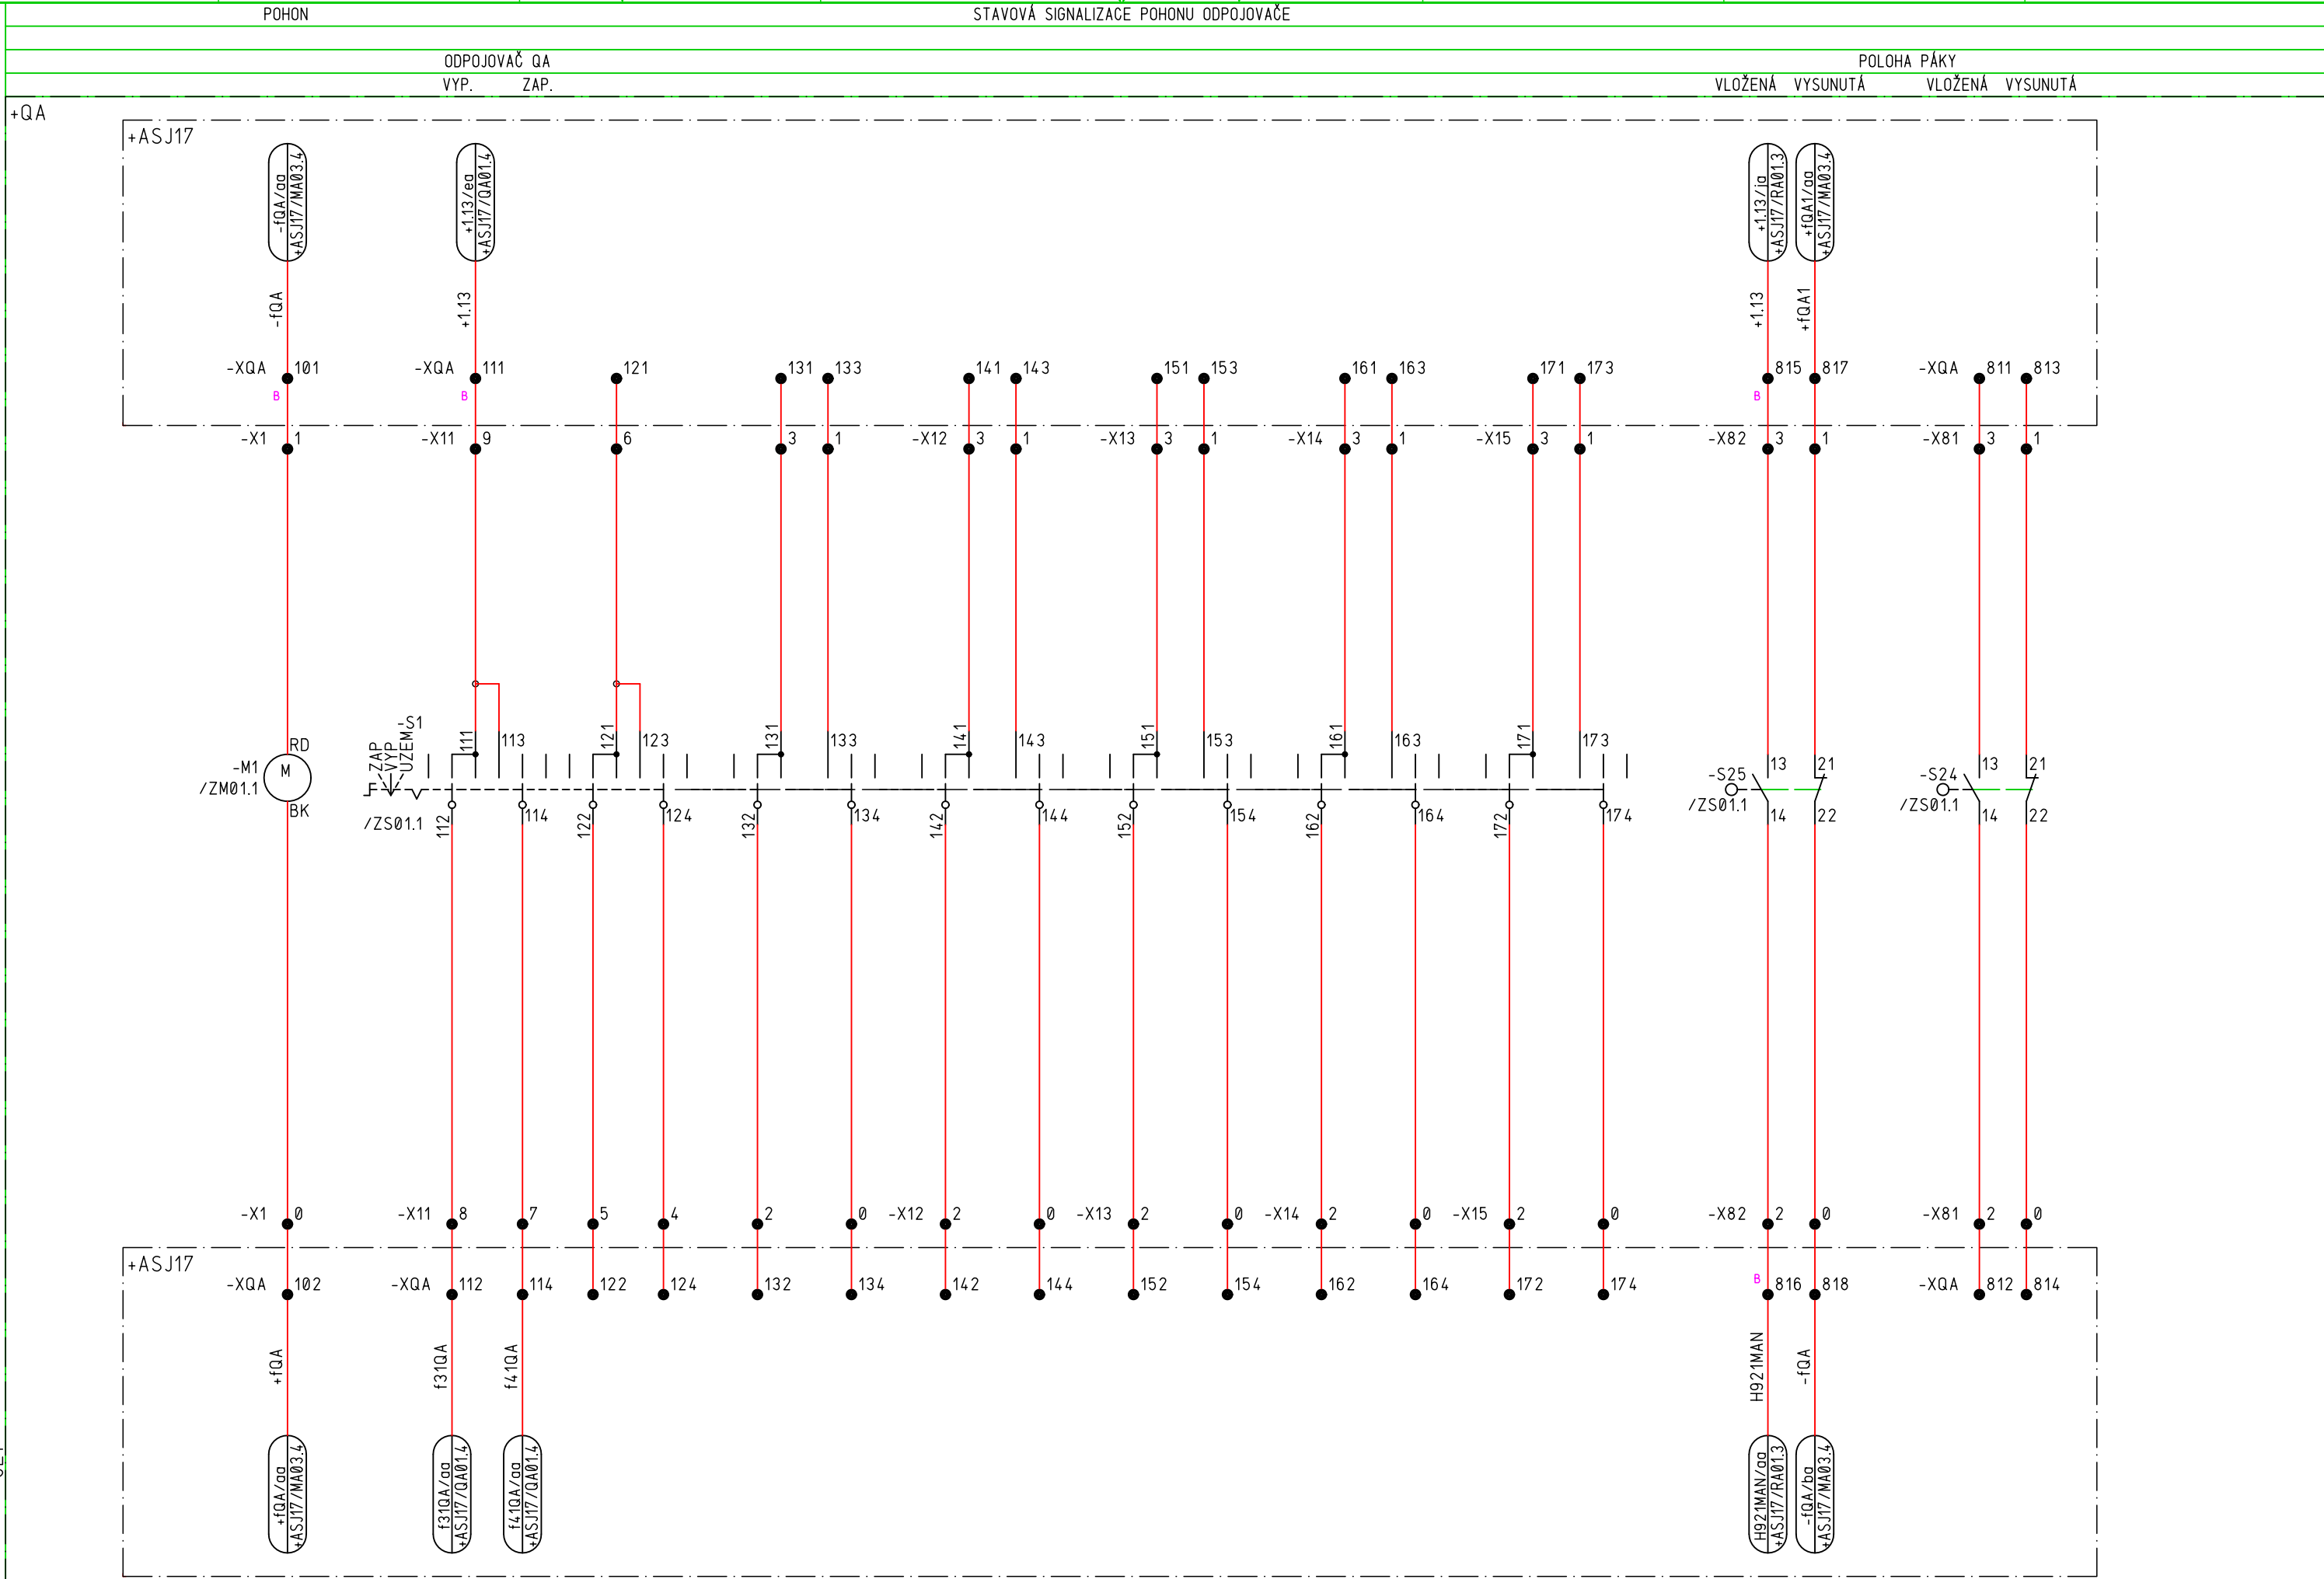 POHON STAVOVÁ SIGNALIZACE POHONU ODPOJOVAČE
ODPOJOVAČ QA POLOHA PÁKY
VYP. ZAP. VLOŽENÁ VYSUNUTÁ VLOŽENÁ VYSUNUTÁ
+QA
+ASJ17
-fQA/aa
+ASJ17/MA03.4
+1.13/ea
+ASJ17/QA01.4
+1.13/ja
+ASJ17/RA01.3
+fQA1/aa
+ASJ17/MA03.4
-fQA +1.13 +1.13 +fQA1
-XQA 101 -XQA 111 121 131 133 141 143 151 153 161 163 171 173 815 817 -XQA 811 813
B B B
-X1 1 -X11 9 6 3 1 -X12 3 1 -X13 3 1 -X14 3 1 -X15 3 1 -X82 3 1 -X81 3 1
-S1
ZAP
VYP
UZEM
RD 111 113 121 123 131 133 141 143 151 153 161 163 171 173
-M1 M
/ZM01.1
BK
-S25 13 21 -S24 13 21
/ZS01.1 /ZS01.1 /ZS01.1
14 22 14 22
112 114 122 124 132 134 142 144 152 154 162 164 172 174
-X1 0 -X11 8 7 5 4 2 0 -X12 2 0 -X13 2 0 -X14 2 0 -X15 2 0 -X82 2 0 -X81 2 0
+ASJ17
B
-XQA 102 -XQA 112 114 122 124 132 134 142 144 152 154 162 164 172 174 816 818 -XQA 812 814
+fQA f31QA f41QA H921MAN -fQA
+fQA/aa
+ASJ17/MA03.4
f31QA/aa
+ASJ17/QA01.4
f41QA/aa
+ASJ17/QA01.4
H921MAN/aa
+ASJ17/RA01.3
-fQA/ba
+ASJ17/MA03.4